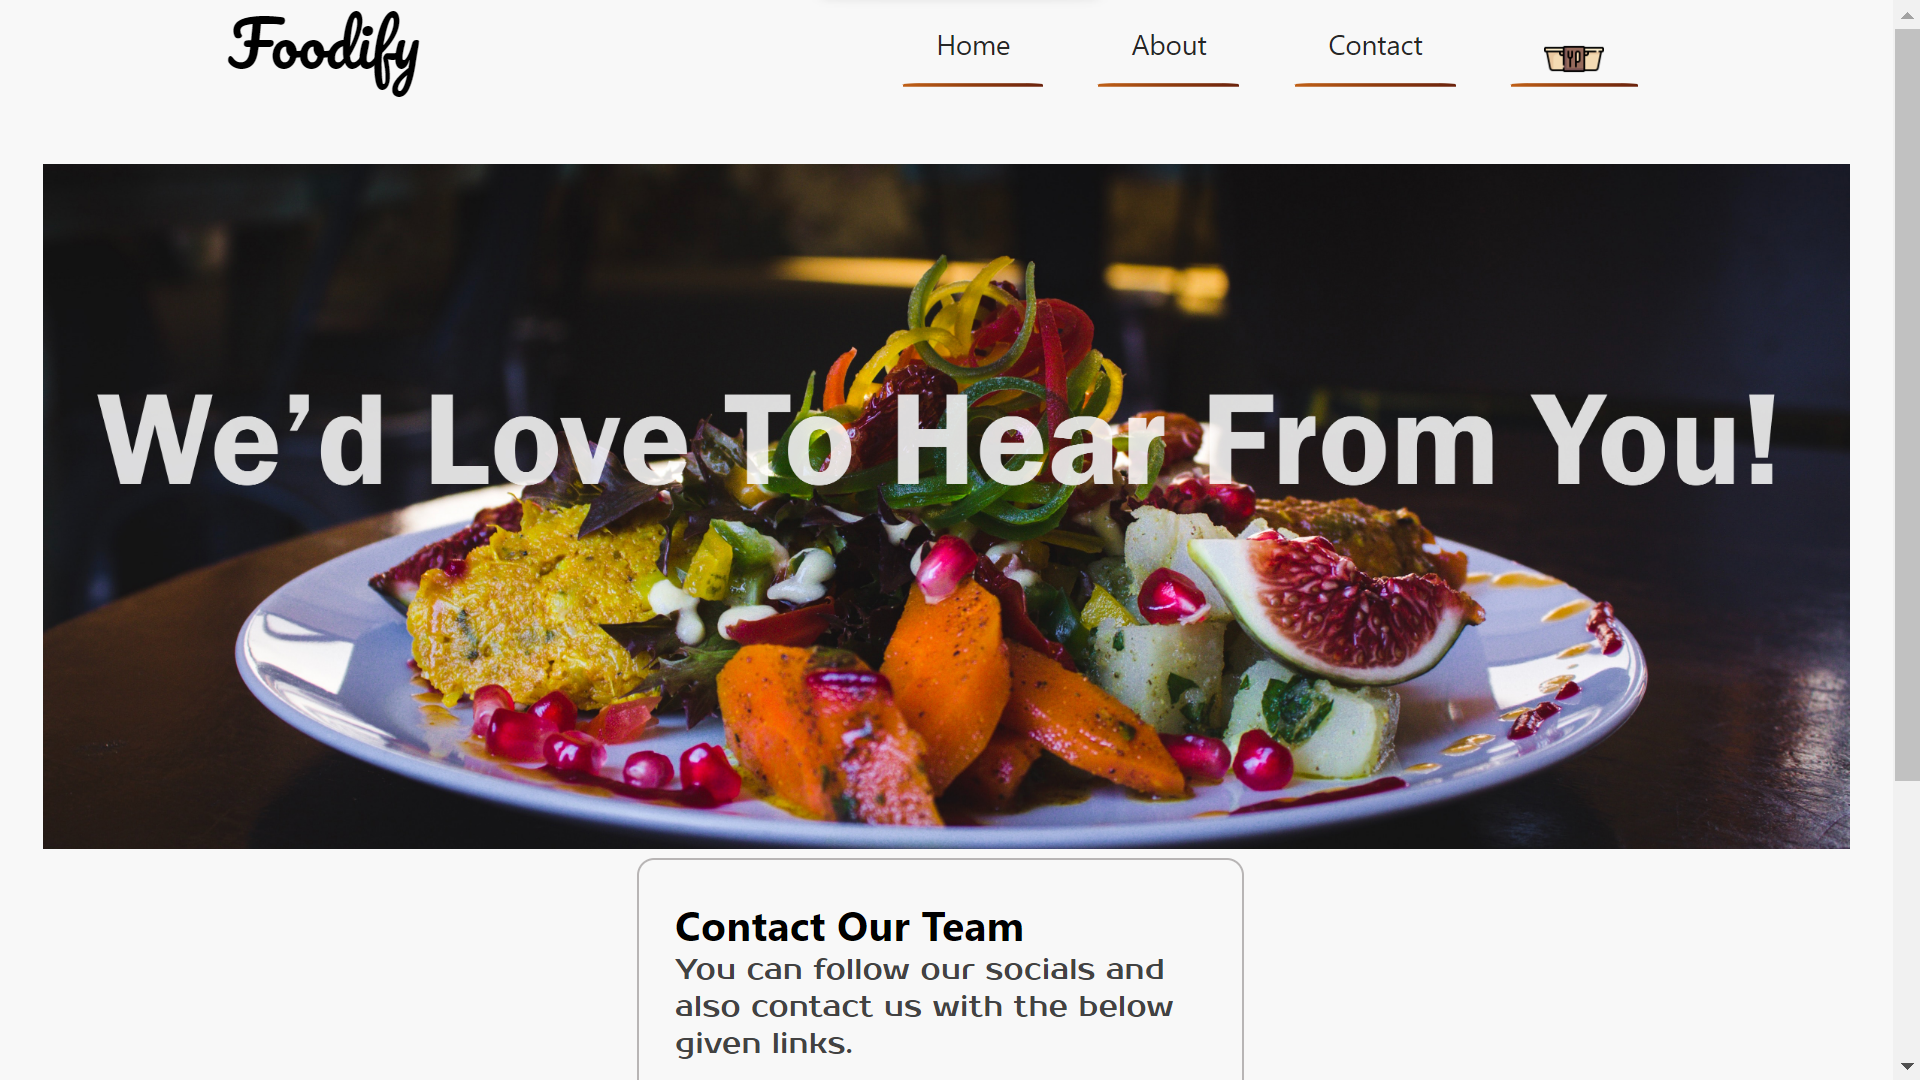 Foodify
Home About Contact
We’d Love To Hear From You!
Contact Our Team
You can follow our socials and
also contact us with the below
given links.